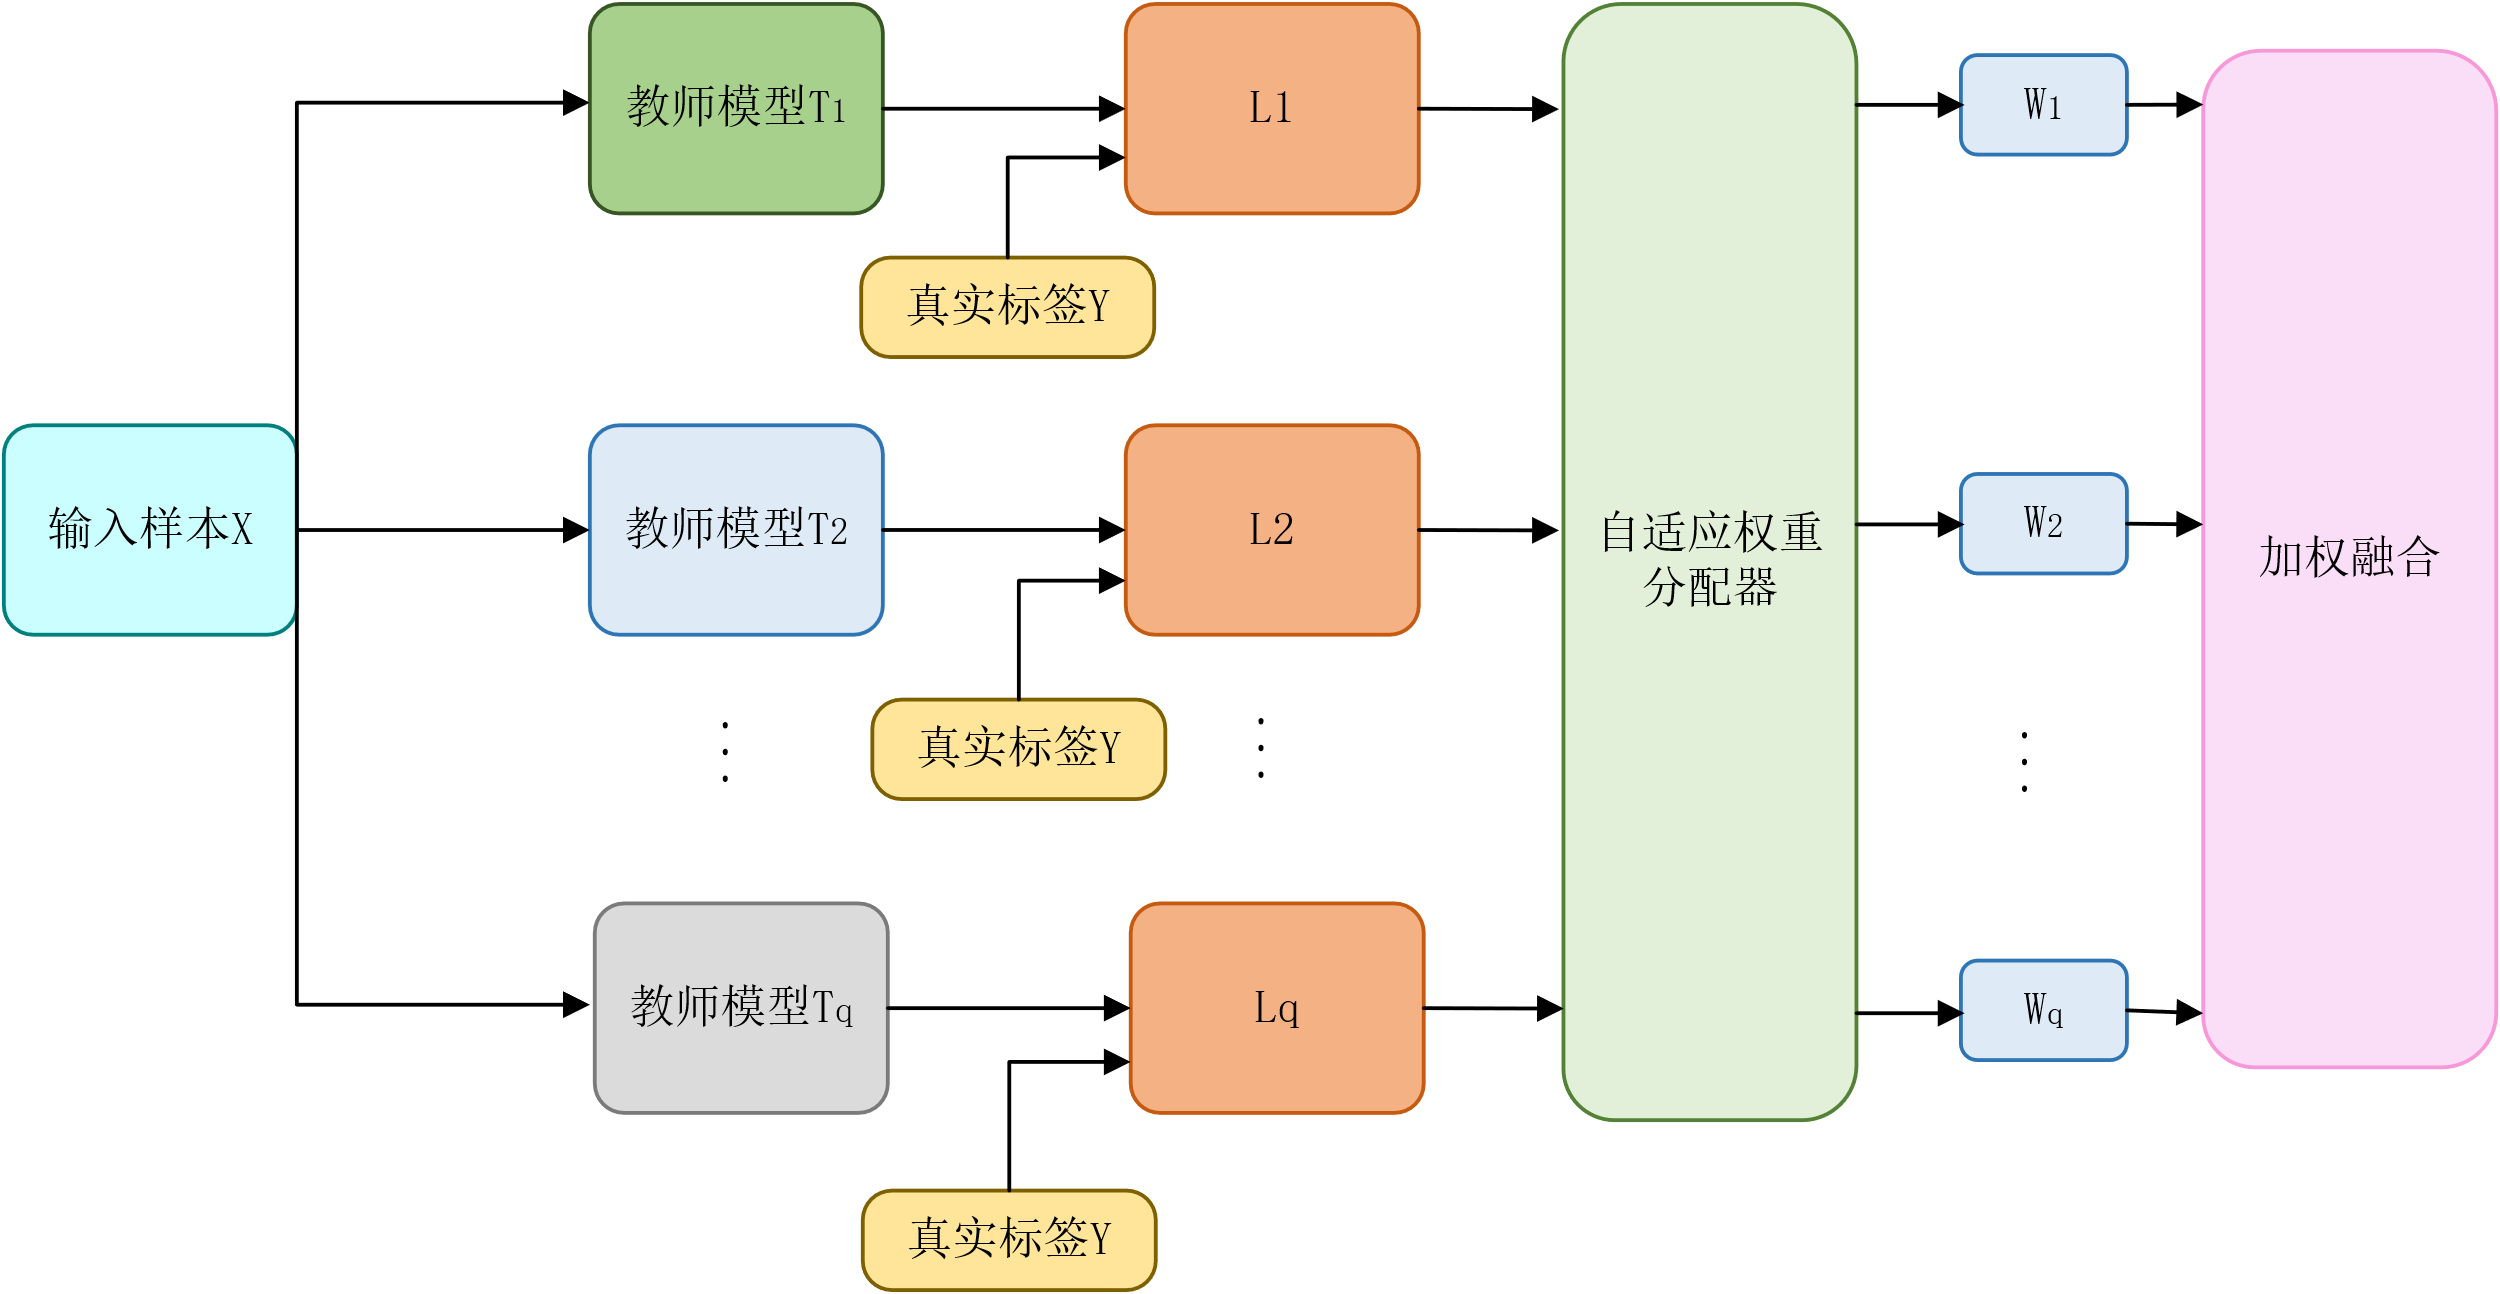 教师模型T1
L1
W1
真实标签Y
输入样本X
教师模型T2
L2
自适应权重
分配器
W2
加权融合
真实标签Y
教师模型Tq
Lq
Wq
真实标签Y